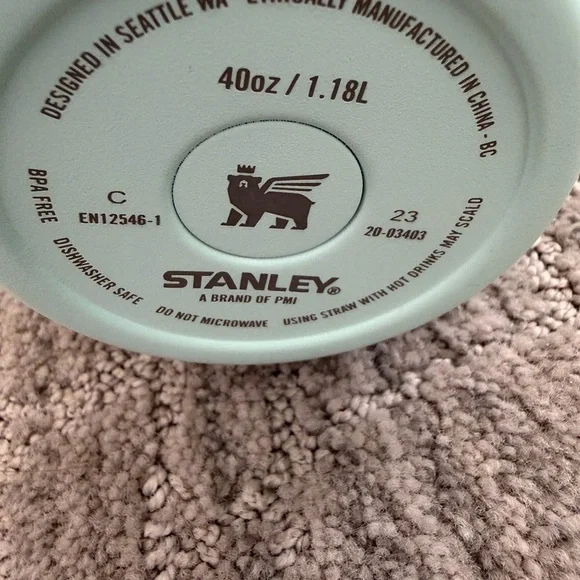 DESIGNED IN SEATTLE WA - ETHICALLY MANUFACTURED IN CHINA - BC
40oz / 1.18L
C
EN12546-1
23
20-03403
STANLEY®
A BRAND OF PMI
BPA FREE
DISHWASHER SAFE
DO NOT MICROWAVE
USING STRAW WITH HOT DRINKS MAY SCALD